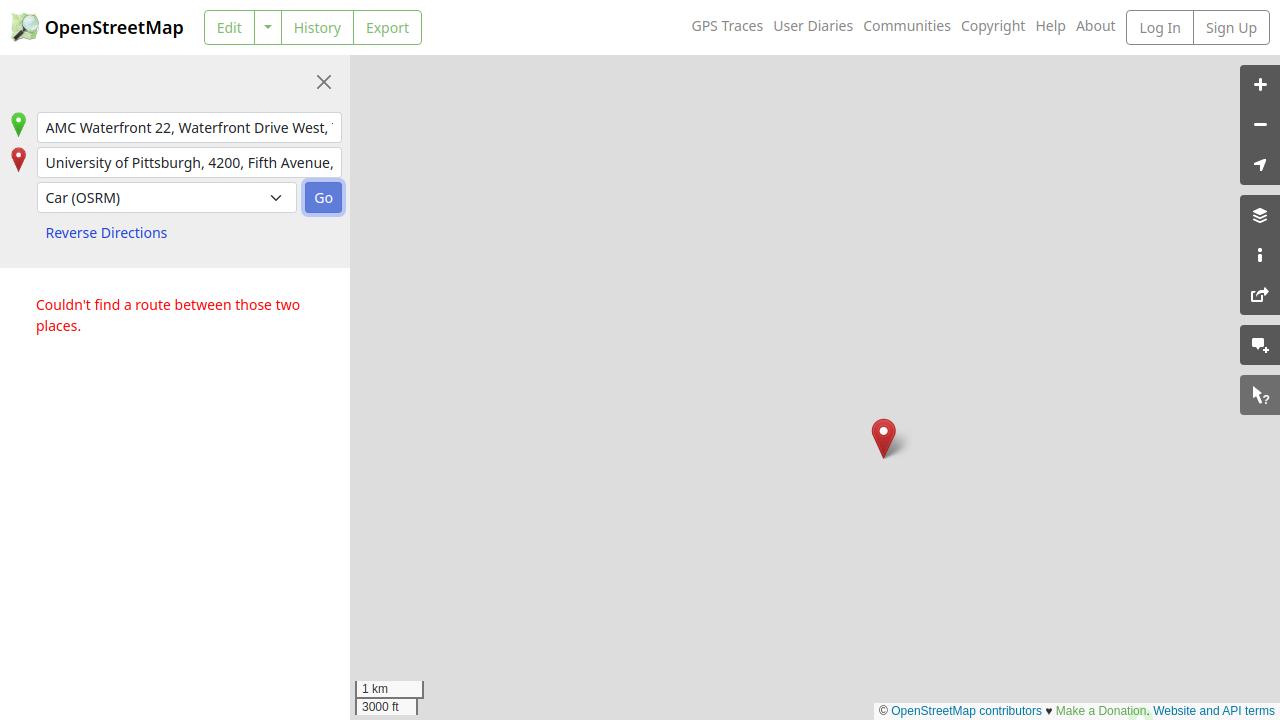 OpenStreetMap
Edit
History
Export
GPS Traces
User Diaries
Communities
Copyright
Help
About
Log In
Sign Up
AMC Waterfront 22, Waterfront Drive West,
University of Pittsburgh, 4200, Fifth Avenue,
Car (OSRM)
Go
Reverse Directions
Couldn't find a route between those two
places.
1 km
3000 ft
© OpenStreetMap contributors ♥ Make a Donation. Website and API terms